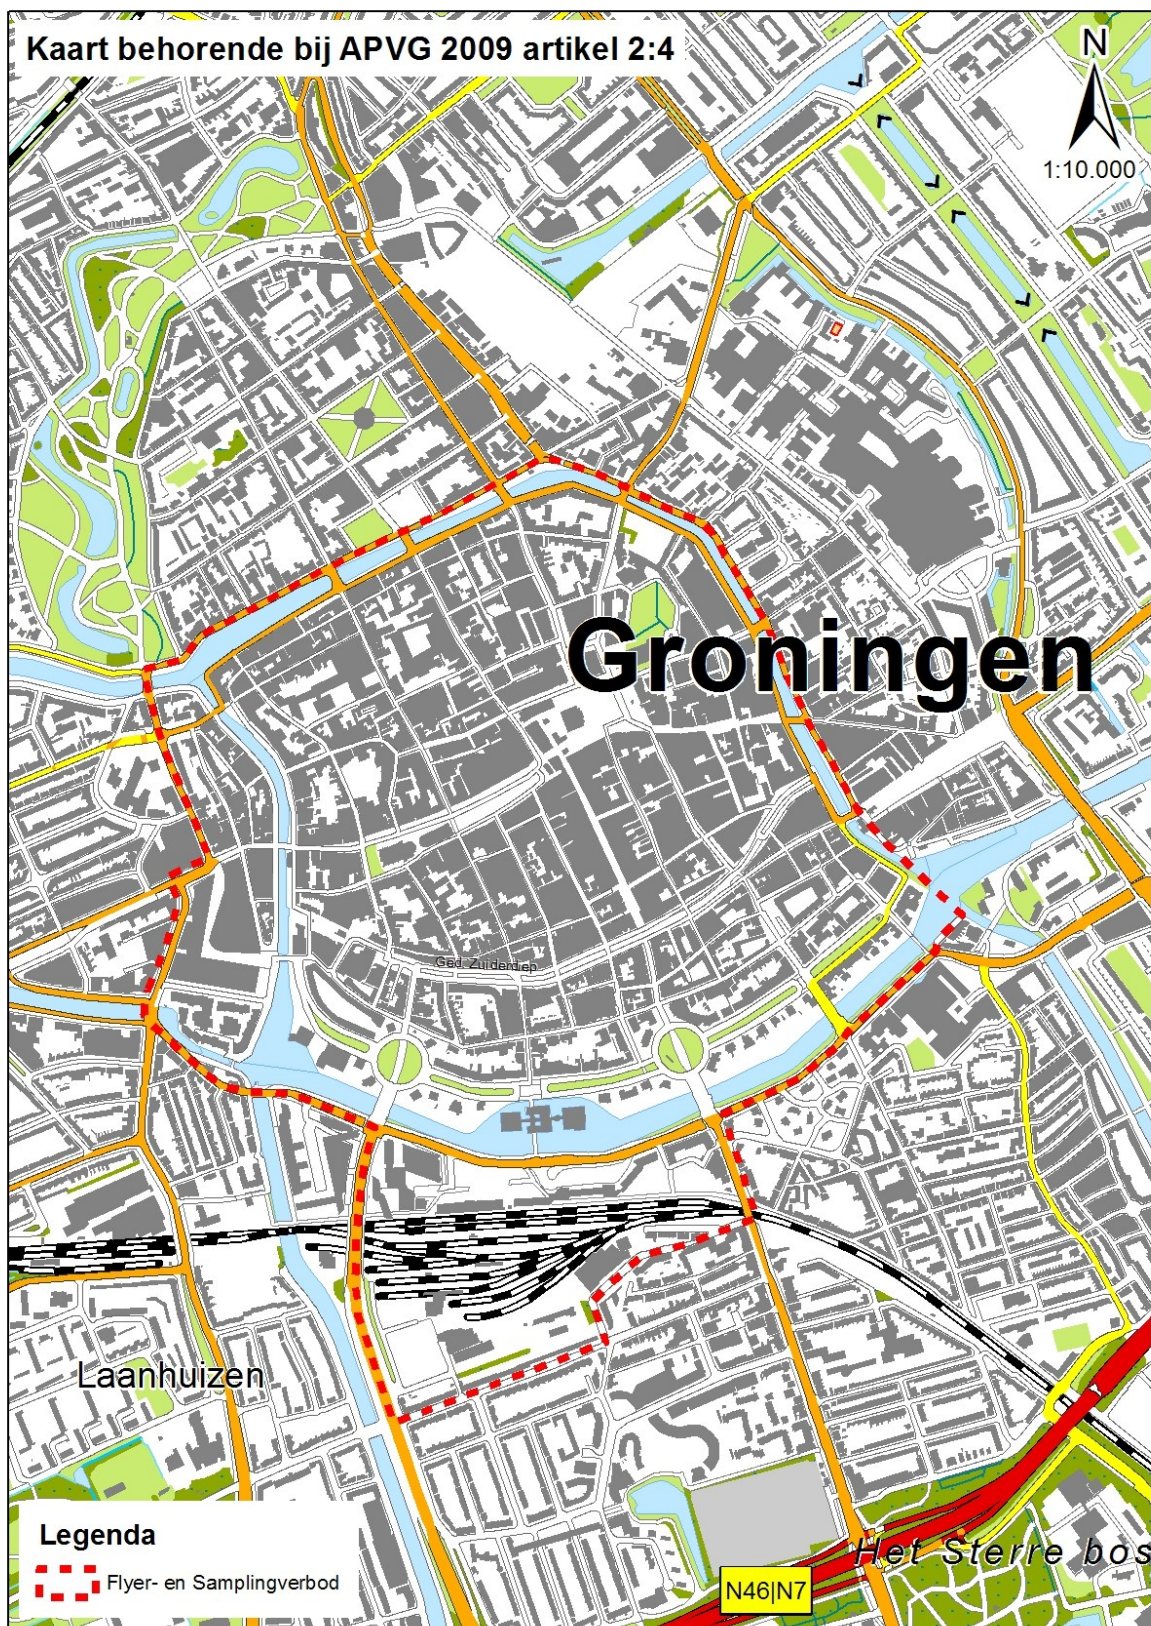 Kaart behorende bij APVG 2009 artikel 2:4
N
1:10.000
Groningen
Ged. Zuiderdiep
Laanhuizen
Legenda
Flyer- en Samplingverbod
Het Sterre bos
N46|N7